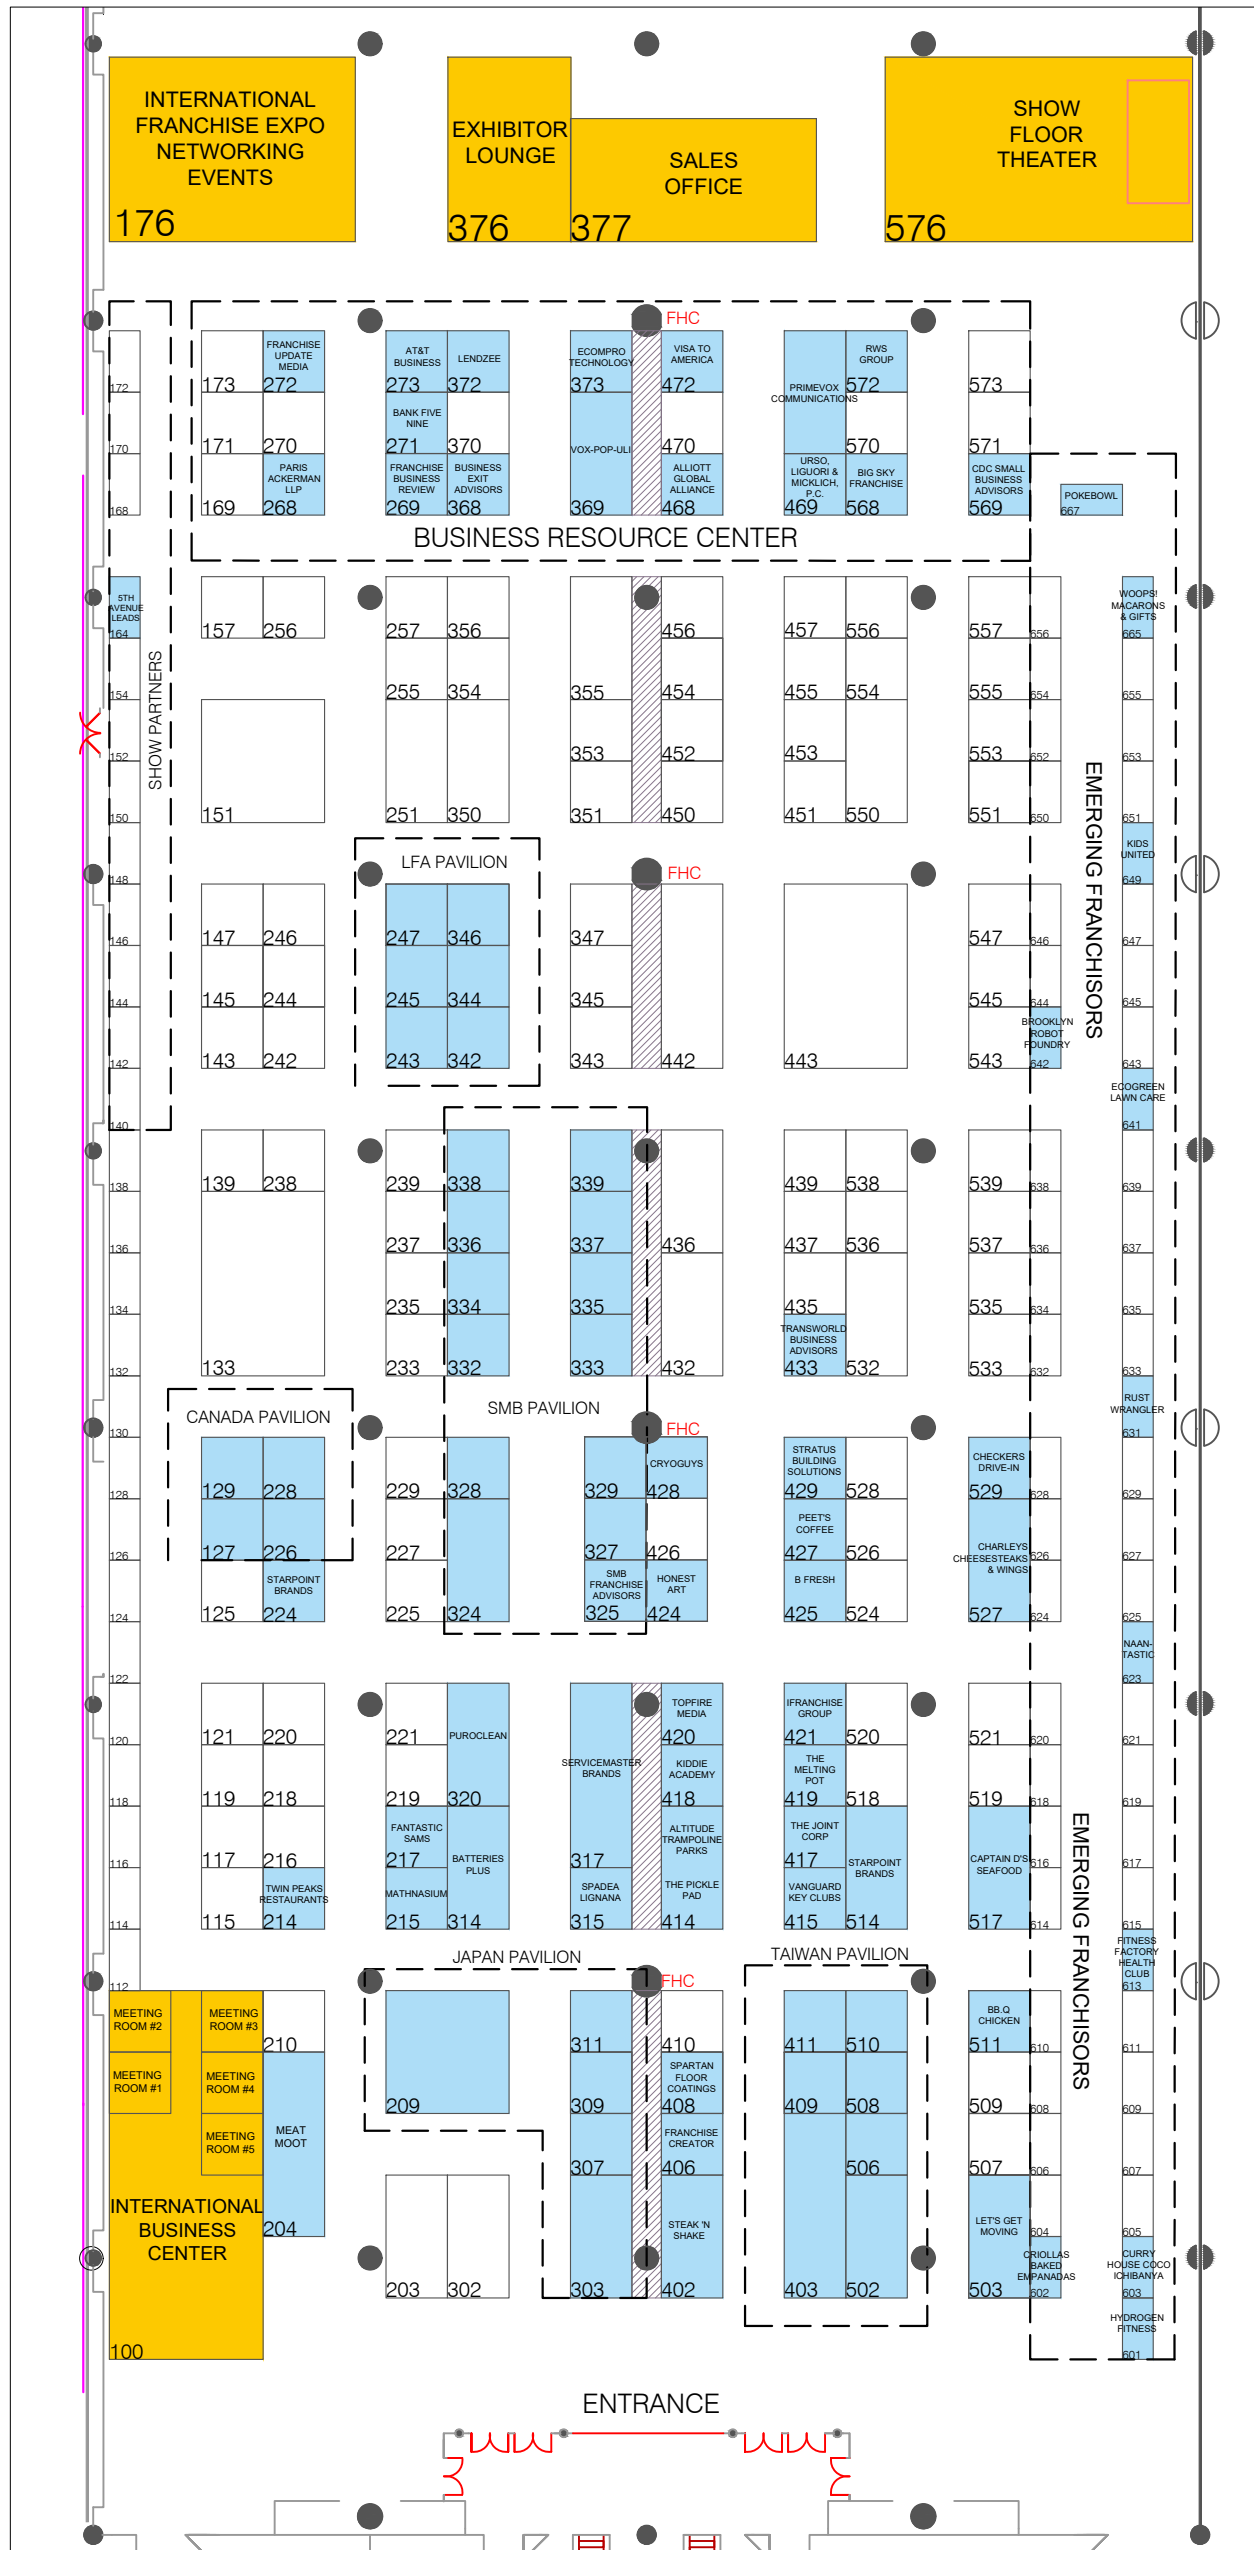 INTERNATIONAL
FRANCHISE EXPO
NETWORKING
EVENTS
176
EXHIBITOR
LOUNGE
376
SALES
OFFICE
377
SHOW
FLOOR
THEATER
576
FHC
172
173
FRANCHISE
UPDATE
MEDIA
272
AT&T
BUSINESS
273
LENDZEE
372
ECOMPRO
TECHNOLOGY
373
VISA TO
AMERICA
472
PRIMEVOX
COMMUNICATIONS
RWS
GROUP
572
573
170
171
270
BANK FIVE
NINE
271
370
VOX-POP-ULI
470
570
571
168
169
PARIS
ACKERMAN
LLP
268
FRANCHISE
BUSINESS
REVIEW
269
BUSINESS
EXIT
ADVISORS
368
369
ALLIOTT
GLOBAL
ALLIANCE
468
URSO,
LIGUORI &
MICKLICH,
P.C.
469
BIG SKY
FRANCHISE
568
CDC SMALL
BUSINESS
ADVISORS
569
POKEBOWL
667
BUSINESS RESOURCE CENTER
5TH
AVENUE
LEADS
164
157
256
257
356
456
457
556
557
656
WOOPS!
MACARONS
& GIFTS
665
SHOW PARTNERS
154
255
354
355
454
455
554
555
654
655
152
353
452
453
553
652
653
150
151
251
350
351
450
451
550
551
650
651
EMERGING FRANCHISORS
LFA PAVILION
FHC
KIDS
UNITED
649
148
146
147
246
247
346
347
547
646
647
144
145
244
245
344
345
545
644
645
BROOKLYN
ROBOT
FOUNDRY
142
143
242
243
342
343
442
443
543
642
643
ECOGREEN
LAWN CARE
641
140
138
139
238
239
338
339
439
538
539
638
639
136
237
336
337
436
437
536
537
636
637
134
235
334
335
435
535
634
635
TRANSWORLD
BUSINESS
ADVISORS
132
133
233
332
333
432
433
532
533
632
633
CANADA PAVILION
SMB PAVILION
FHC
RUST
WRANGLER
631
130
128
129
228
229
328
329
CRYOGUYS
428
STRATUS
BUILDING
SOLUTIONS
429
528
CHECKERS
DRIVE-IN
529
628
629
126
127
226
227
327
426
PEET'S
COFFEE
427
526
CHARLEYS
CHEESESTEAKS
& WINGS
626
627
124
125
STARPOINT
BRANDS
224
225
324
SMB
FRANCHISE
ADVISORS
325
HONEST
ART
424
B FRESH
425
524
527
624
625
NAAN-
TASTIC
623
122
120
121
220
221
PUROCLEAN
SERVICEMASTER
BRANDS
TOPFIRE
MEDIA
420
IFRANCHISE
GROUP
421
520
521
620
621
118
119
218
219
320
KIDDIE
ACADEMY
418
THE
MELTING
POT
419
518
519
618
619
116
117
216
FANTASTIC
SAMS
217
BATTERIES
PLUS
317
ALTITUDE
TRAMPOLINE
PARKS
THE JOINT
CORP
417
STARPOINT
BRANDS
CAPTAIN D'S
SEAFOOD
616
617
114
115
TWIN PEAKS
RESTAURANTS
214
MATHNASIUM
215
314
SPADEA
LIGNANA
315
THE PICKLE
PAD
414
VANGUARD
KEY CLUBS
415
514
517
614
615
EMERGING FRANCHISORS
JAPAN PAVILION
TAIWAN PAVILION
FHC
FITNESS
FACTORY
HEALTH
CLUB
613
112
MEETING
ROOM #2
MEETING
ROOM #3
210
311
410
411
510
BB.Q
CHICKEN
511
610
611
MEETING
ROOM #1
MEETING
ROOM #4
209
309
SPARTAN
FLOOR
COATINGS
408
409
508
509
608
609
MEETING
ROOM #5
MEAT
MOOT
307
FRANCHISE
CREATOR
406
506
507
606
607
INTERNATIONAL
BUSINESS
CENTER
204
STEAK 'N
SHAKE
LET'S GET
MOVING
604
605
203
302
303
402
403
502
503
CRIOLLAS
BAKED
EMPANADAS
602
CURRY
HOUSE COCO
ICHIBANYA
603
HYDROGEN
FITNESS
601
100
ENTRANCE